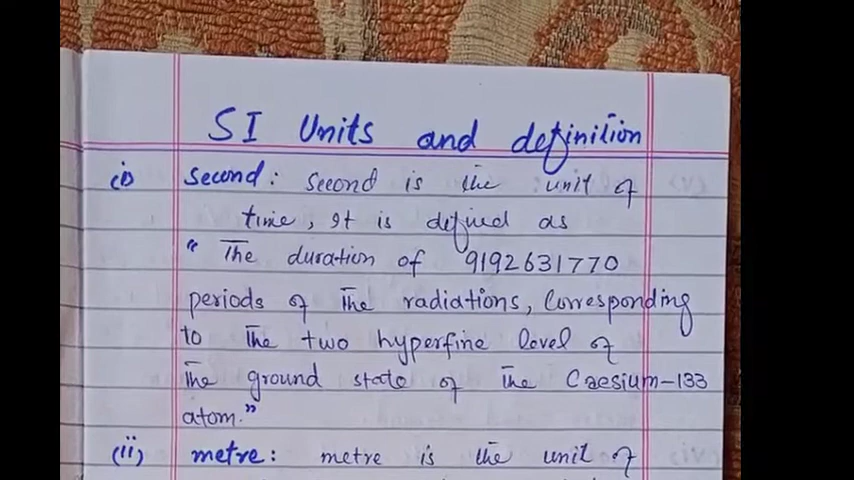 SI Units and definition
(i) second: second is the unit of
time, It is defined as
" The duration of 9192631770
periods of the radiations, Corresponding
to the two hyperfine level of
the ground state of the Caesium-133
atom."
(ii) metre: metre is the unit of